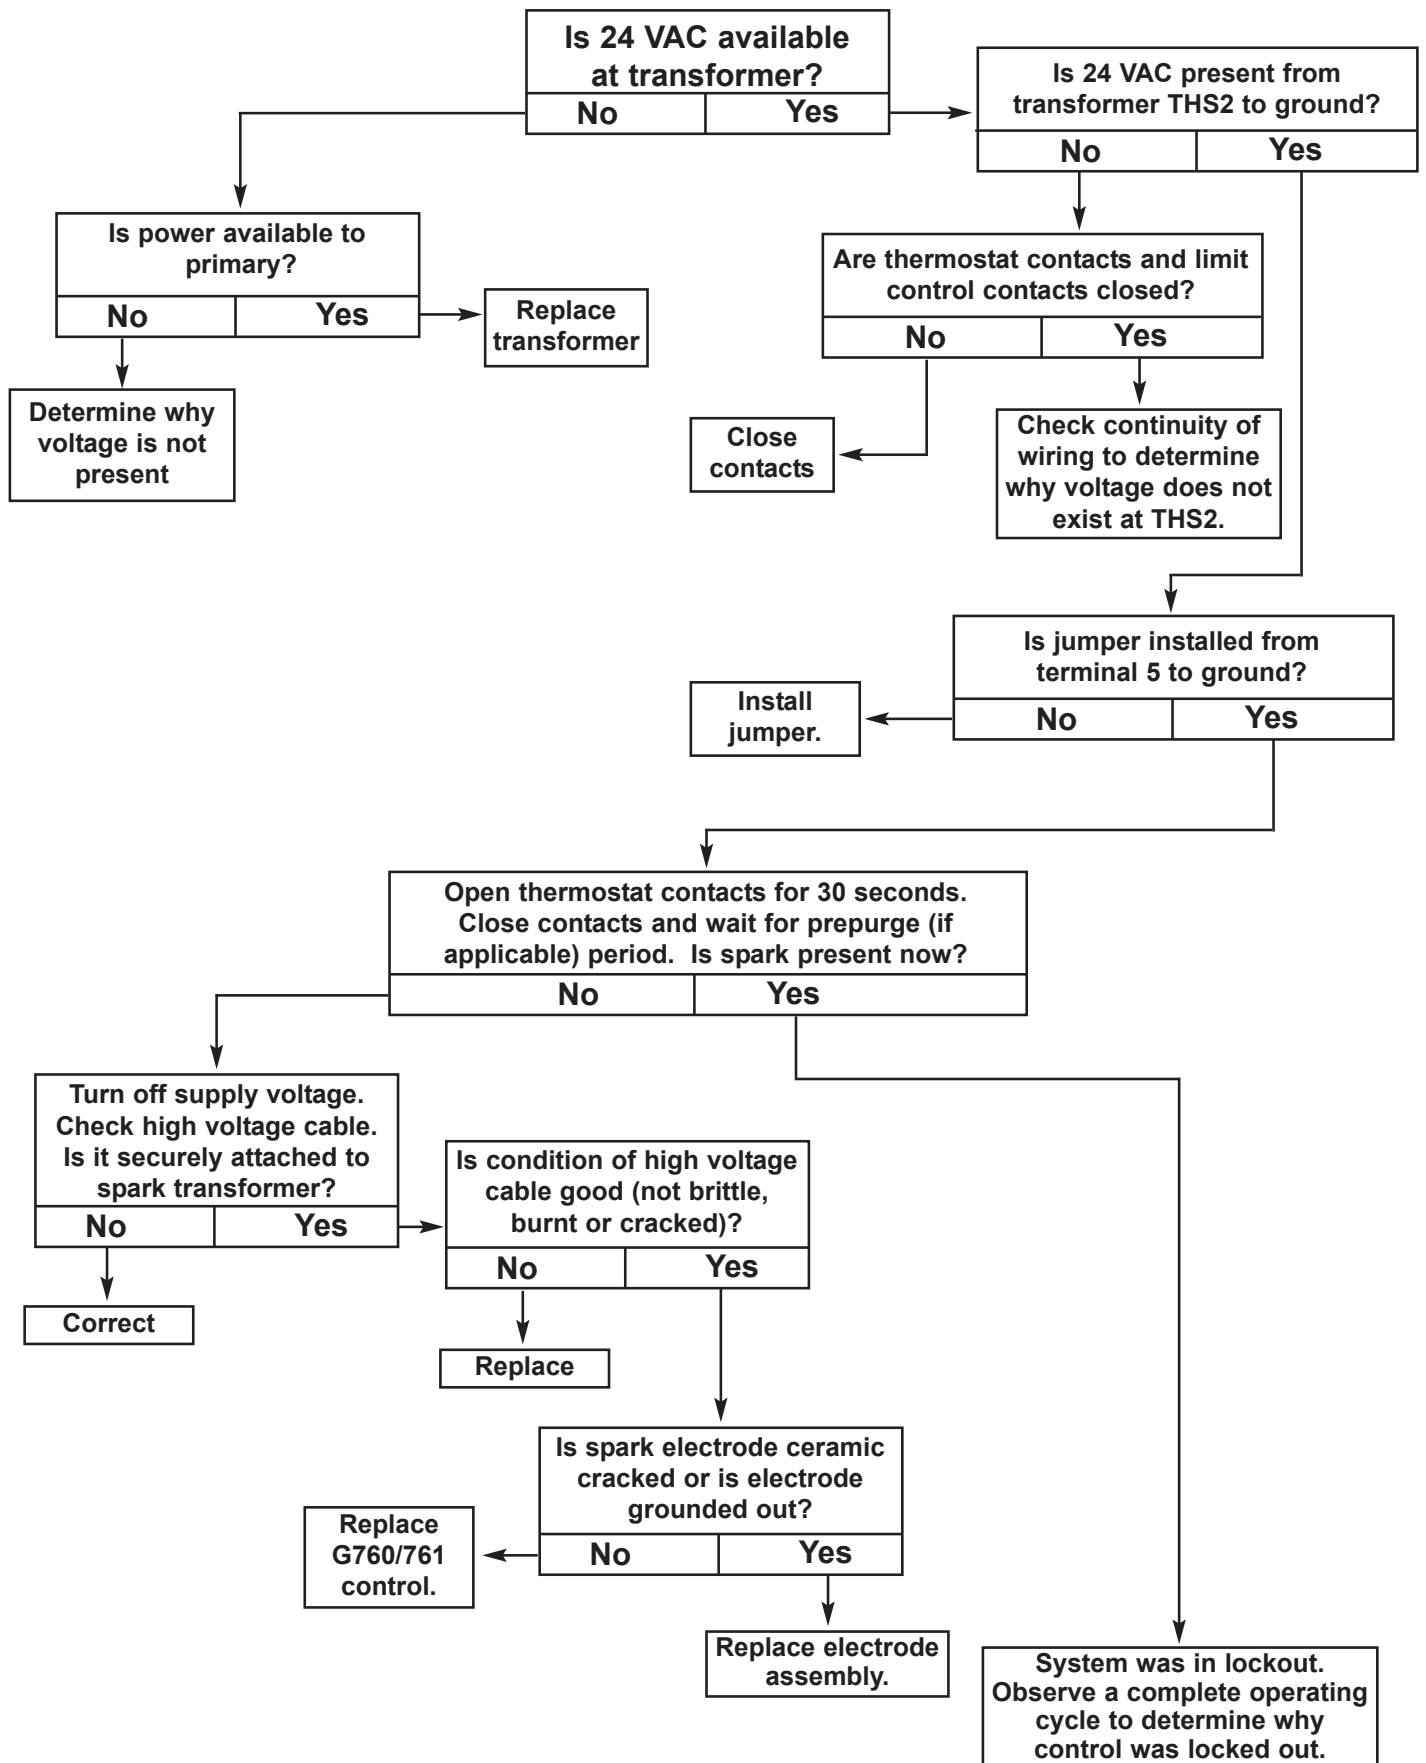 Is 24 VAC available
at transformer?
No
Yes
Is 24 VAC present from
transformer THS2 to ground?
No
Yes
Is power available to
primary?
No
Yes
Replace
transformer
Determine why
voltage is not
present
Are thermostat contacts and limit
control contacts closed?
No
Yes
Close
contacts
Check continuity of
wiring to determine
why voltage does not
exist at THS2.
Is jumper installed from
terminal 5 to ground?
No
Yes
Install
jumper.
Open thermostat contacts for 30 seconds.
Close contacts and wait for prepurge (if
applicable) period.  Is spark present now?
No
Yes
Turn off supply voltage.
Check high voltage cable.
Is it securely attached to
spark transformer?
No
Yes
Correct
Is condition of high voltage
cable good (not brittle,
burnt or cracked)?
No
Yes
Replace
Is spark electrode ceramic
cracked or is electrode
grounded out?
No
Yes
Replace
G760/761
control.
Replace electrode
assembly.
System was in lockout.
Observe a complete operating
cycle to determine why
control was locked out.